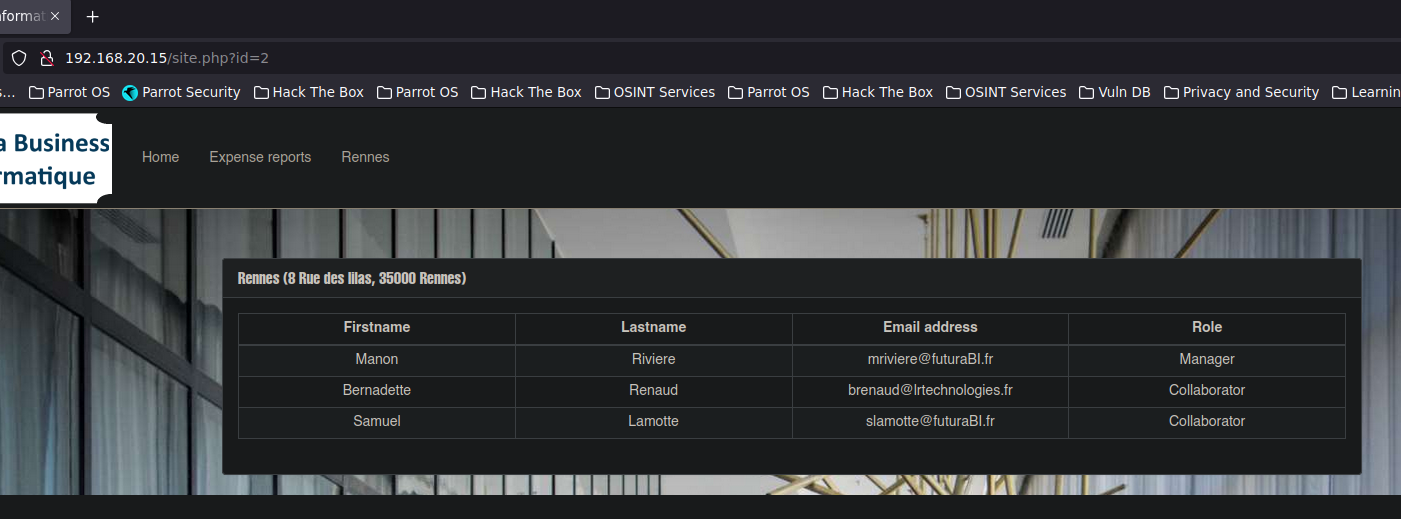 192.168.20.15/site.php?id=2
Parrot OS Parrot Security Hack The Box Parrot OS Hack The Box OSINT Services Parrot OS Hack The Box OSINT Services Vuln DB Privacy and Security
Business
Home Expense reports Rennes
Rennes (8 Rue des lilas, 35000 Rennes)
Firstname Lastname Email address Role
Manon Riviere mriviere@futuraBI.fr Manager
Bernadette Renaud brenaud@lrtechnologies.fr Collaborator
Samuel Lamotte slamotte@futuraBI.fr Collaborator